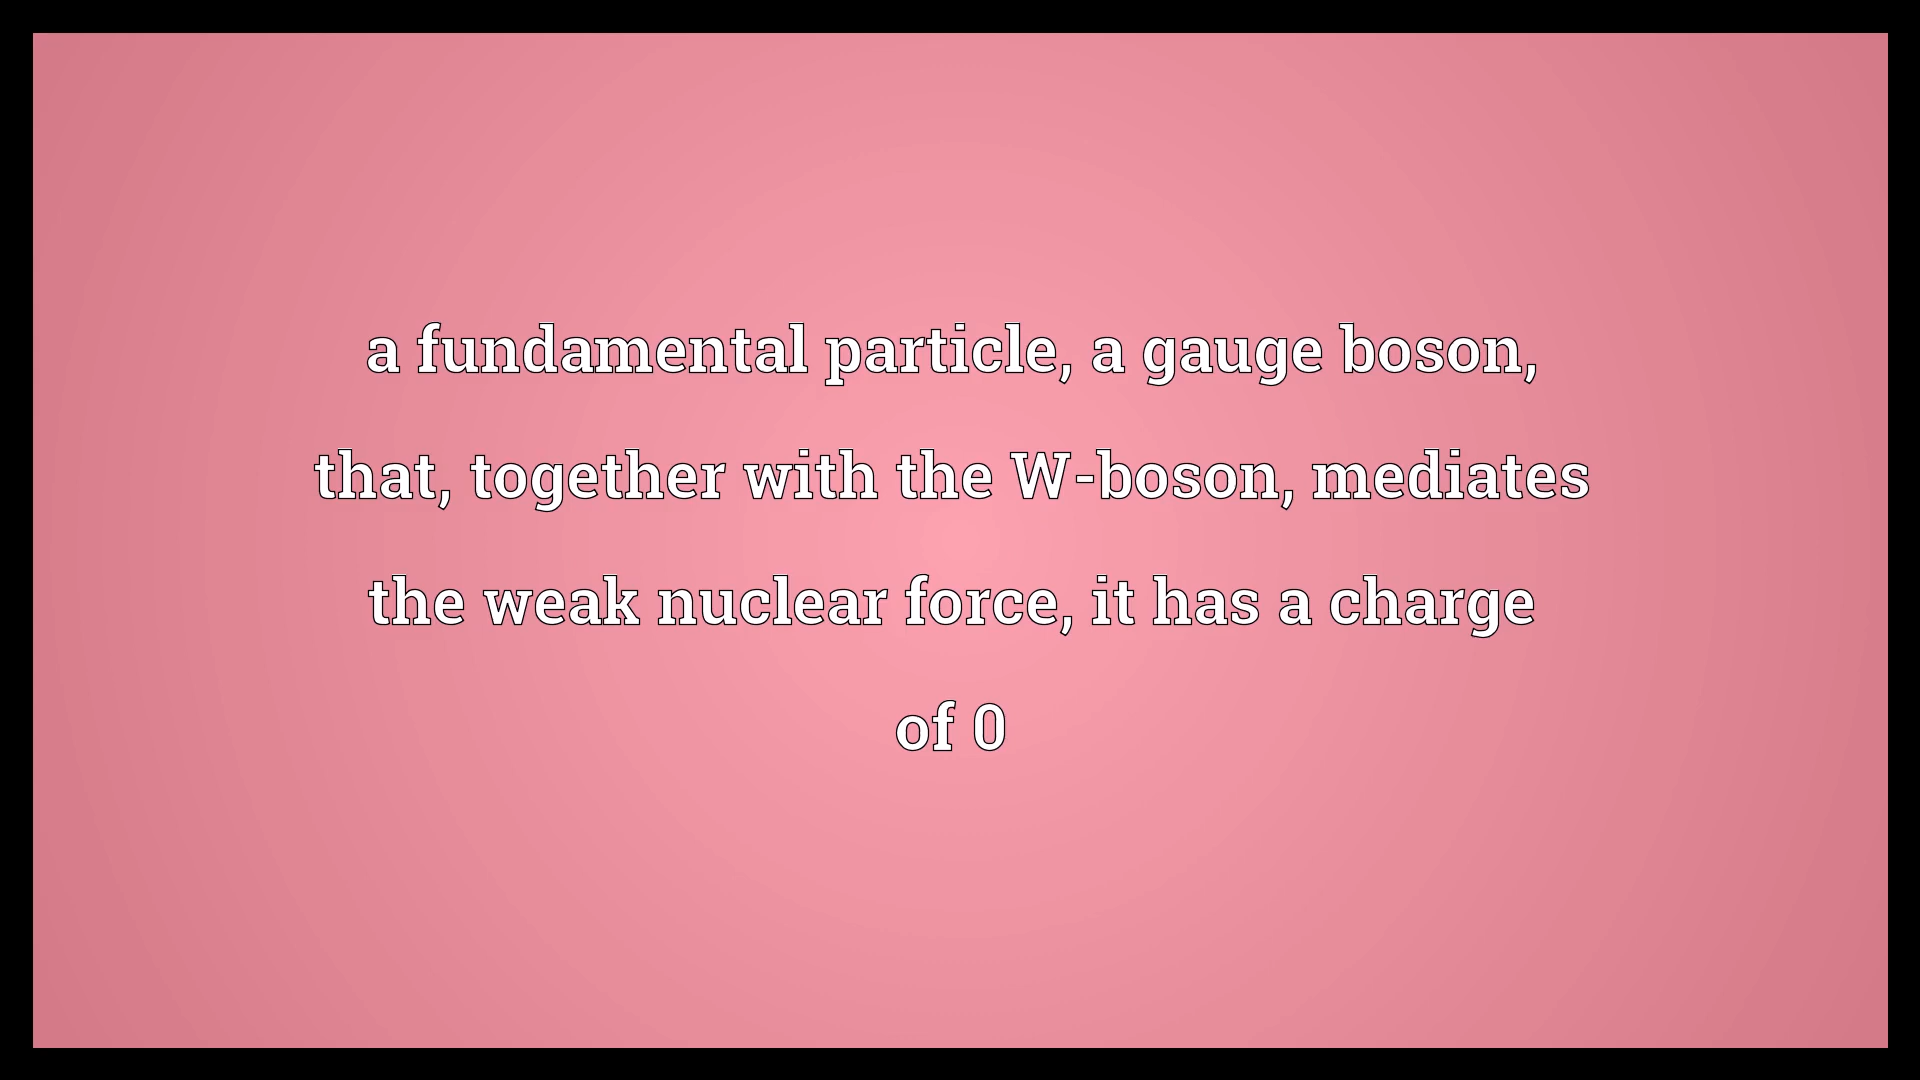 a fundamental particle, a gauge boson,
that, together with the W-boson, mediates
the weak nuclear force, it has a charge
of 0